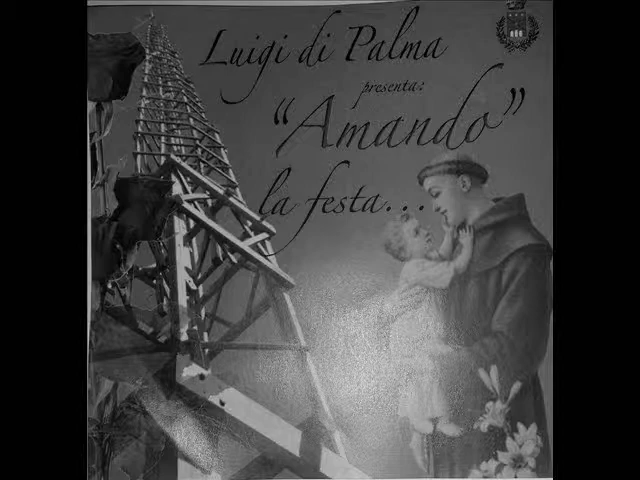 Luigi di Palma
presenta:
“Amando”
la festa...